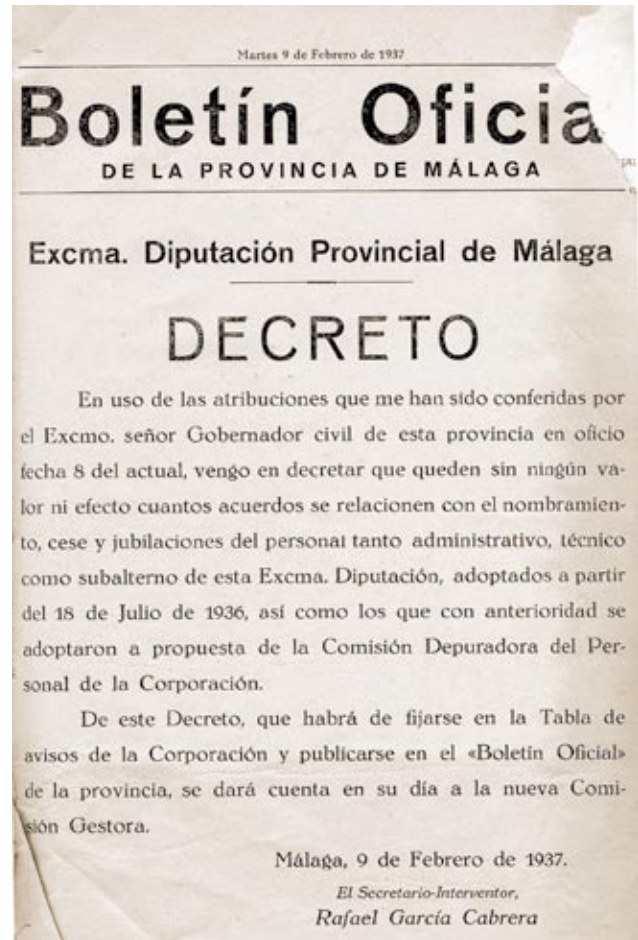 Martes 9 de Febrero de 1937
Boletín Oficia
DE LA PROVINCIA DE MÁLAGA
Excma. Diputación Provincial de Málaga
DECRETO
En uso de las atribuciones que me han sido conferidas por
el Excmo. señor Gobernador civil de esta provincia en oficio
fecha 8 del actual, vengo en decretar que queden sin ningún va-
lor ni efecto cuantos acuerdos se relacionen con el nombramien-
to, cese y jubilaciones del personal tanto administrativo, técnico
como subalterno de esta Excma. Diputación, adoptados a partir
del 18 de Julio de 1936, así como los que con anterioridad se
adoptaron a propuesta de la Comisión Depuradora del Per-
sonal de la Corporación.
De este Decreto, que habrá de fijarse en la Tabla de
avisos de la Corporación y publicarse en el «Boletín Oficial»
de la provincia, se dará cuenta en su día a la nueva Comi-
sión Gestora.
Málaga, 9 de Febrero de 1937.
El Secretario-Interventor,
Rafael García Cabrera